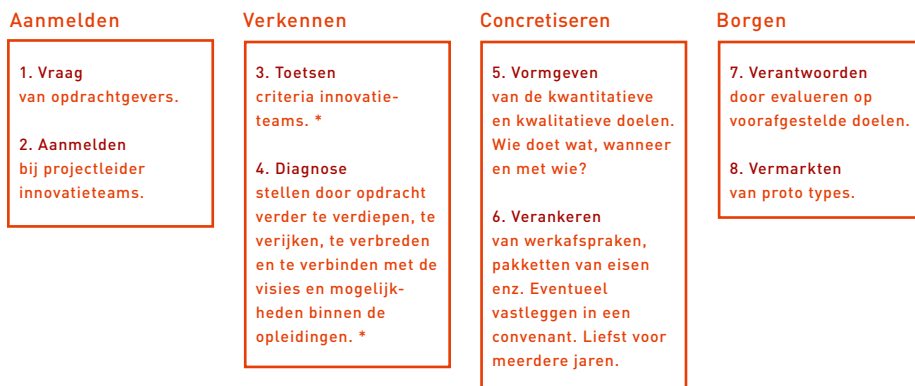 Aanmelden
1. Vraag
van opdrachtgevers.
2. Aanmelden
bij projectleider
innovatieteams.
Verkennen
3. Toetsen
criteria innovatie-
teams. *
4. Diagnose
stellen door opdracht
verder te verdiepen, te
verijken, te verbreden
en te verbinden met de
visies en mogelijk-
heden binnen de
opleidingen. *
Concretiseren
5. Vormgeven
van de kwantitatieve
en kwalitatieve doelen.
Wie doet wat, wanneer
en met wie?
6. Verankeren
van werkafspraken,
pakketten van eisen
enz. Eventueel
vastleggen in een
convenant. Liefst voor
meerdere jaren.
Borgen
7. Verantwoorden
door evalueren op
voorafgestelde doelen.
8. Vermarkten
van proto types.